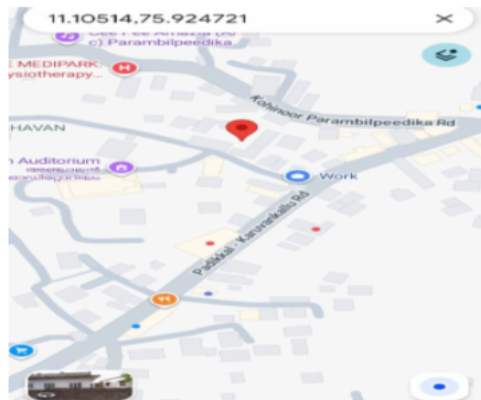 11.10514,75.924721
c) Parambilpeedika
E MEDIPARK
ysiotherapy...
Kohinoor Parambilpeedika Rd
HAVAN
n Auditorium
Work
Padikkal - Karuvankallu Rd